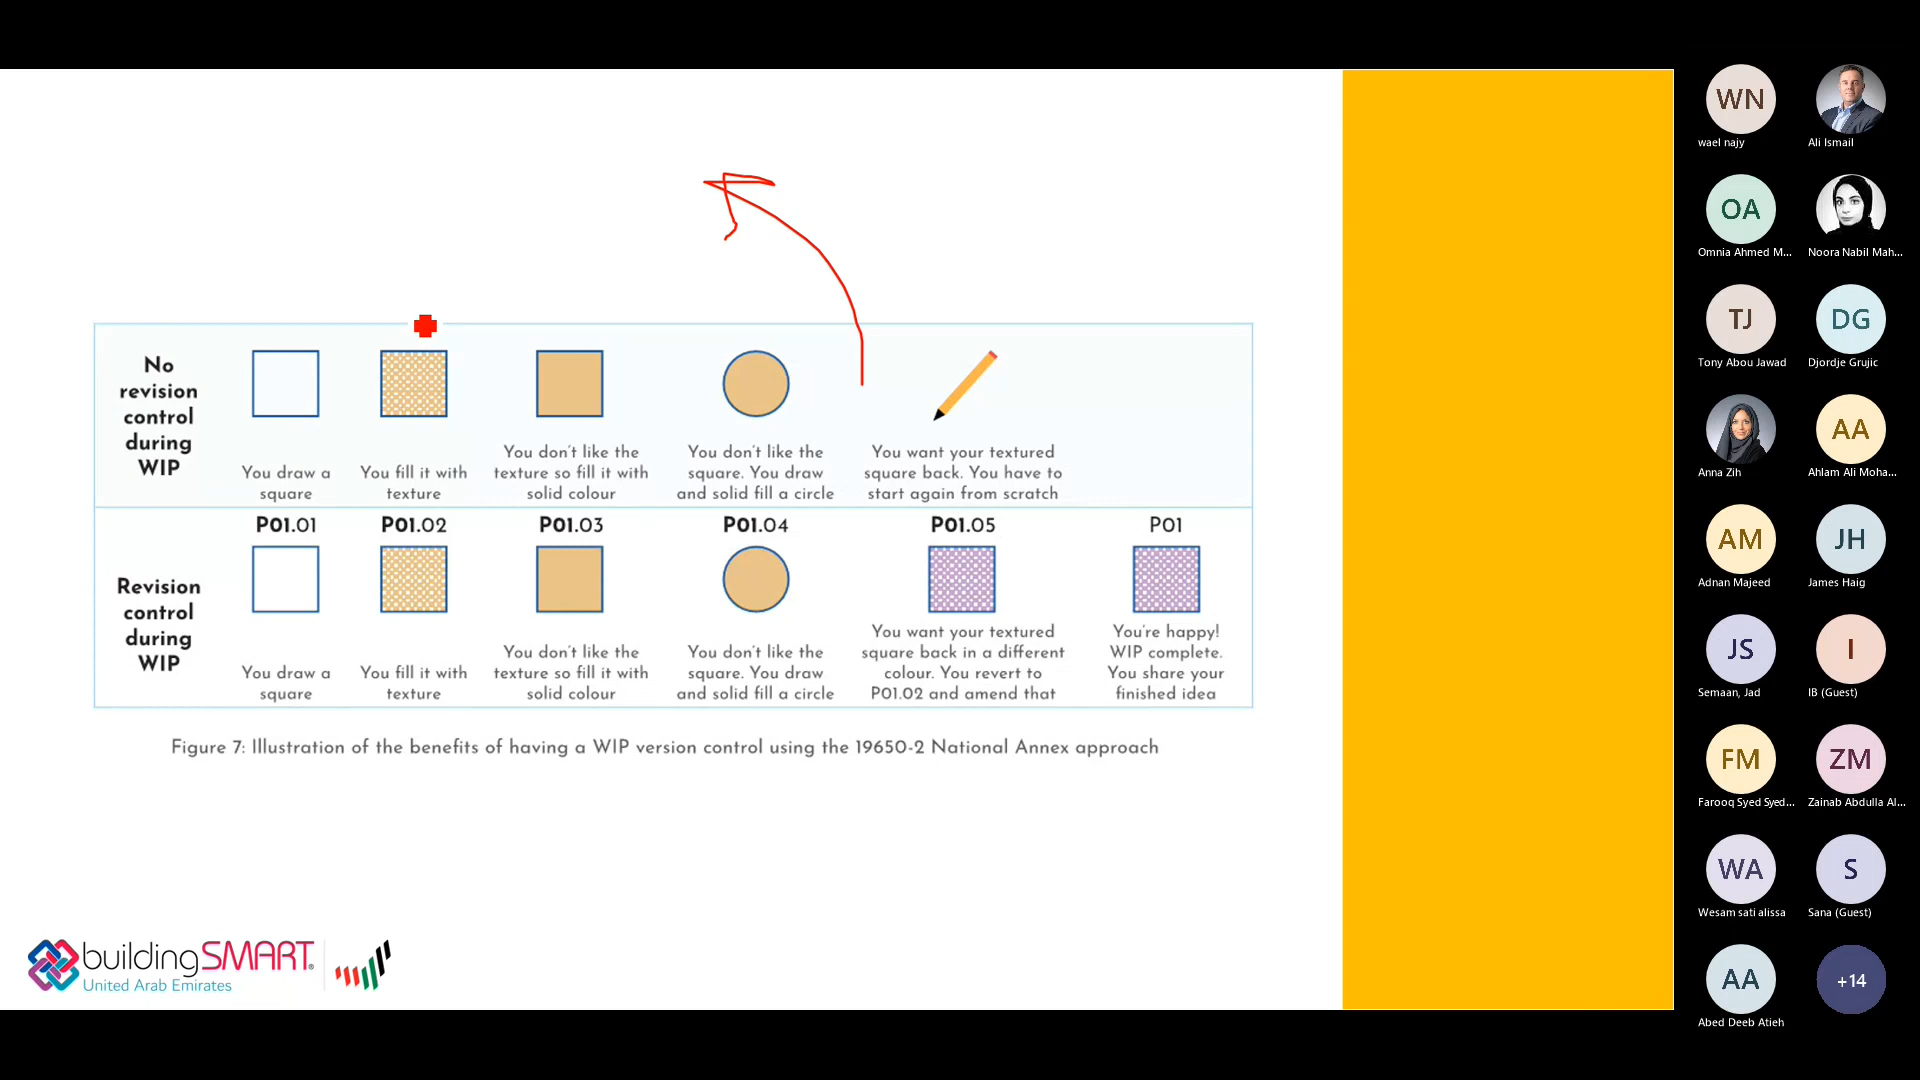 No
revision
control
during
WIP
You draw a
square
You fill it with
texture
You don't like the
texture so fill it with
solid colour
You don't like the
square. You draw
and solid fill a circle
You want your textured
square back. You have to
start again from scratch
P01.01
P01.02
P01.03
P01.04
P01.05
P01
Revision
control
during
WIP
You draw a
square
You fill it with
texture
You don't like the
texture so fill it with
solid colour
You don't like the
square. You draw
and solid fill a circle
You want your textured
square back in a different
colour. You revert to
P01.02 and amend that
You're happy!
WIP complete.
You share your
finished idea
Figure 7: Illustration of the benefits of having a WIP version control using the 19650-2 National Annex approach
buildingSMART®
United Arab Emirates
WN
wael najy
Ali Ismail
OA
Omnia Ahmed M...
Noora Nabil Mah...
TJ
Tony Abou Jawad
DG
Djordje Grujic
Anna Zih
AA
Ahlam Ali Moha...
AM
Adnan Majeed
JH
James Haig
JS
Semaan, Jad
I
IB (Guest)
FM
Farooq Syed Syed...
ZM
Zainab Abdulla Al...
WA
Wesam sati alissa
S
Sana (Guest)
AA
Abed Deeb Atieh
+14